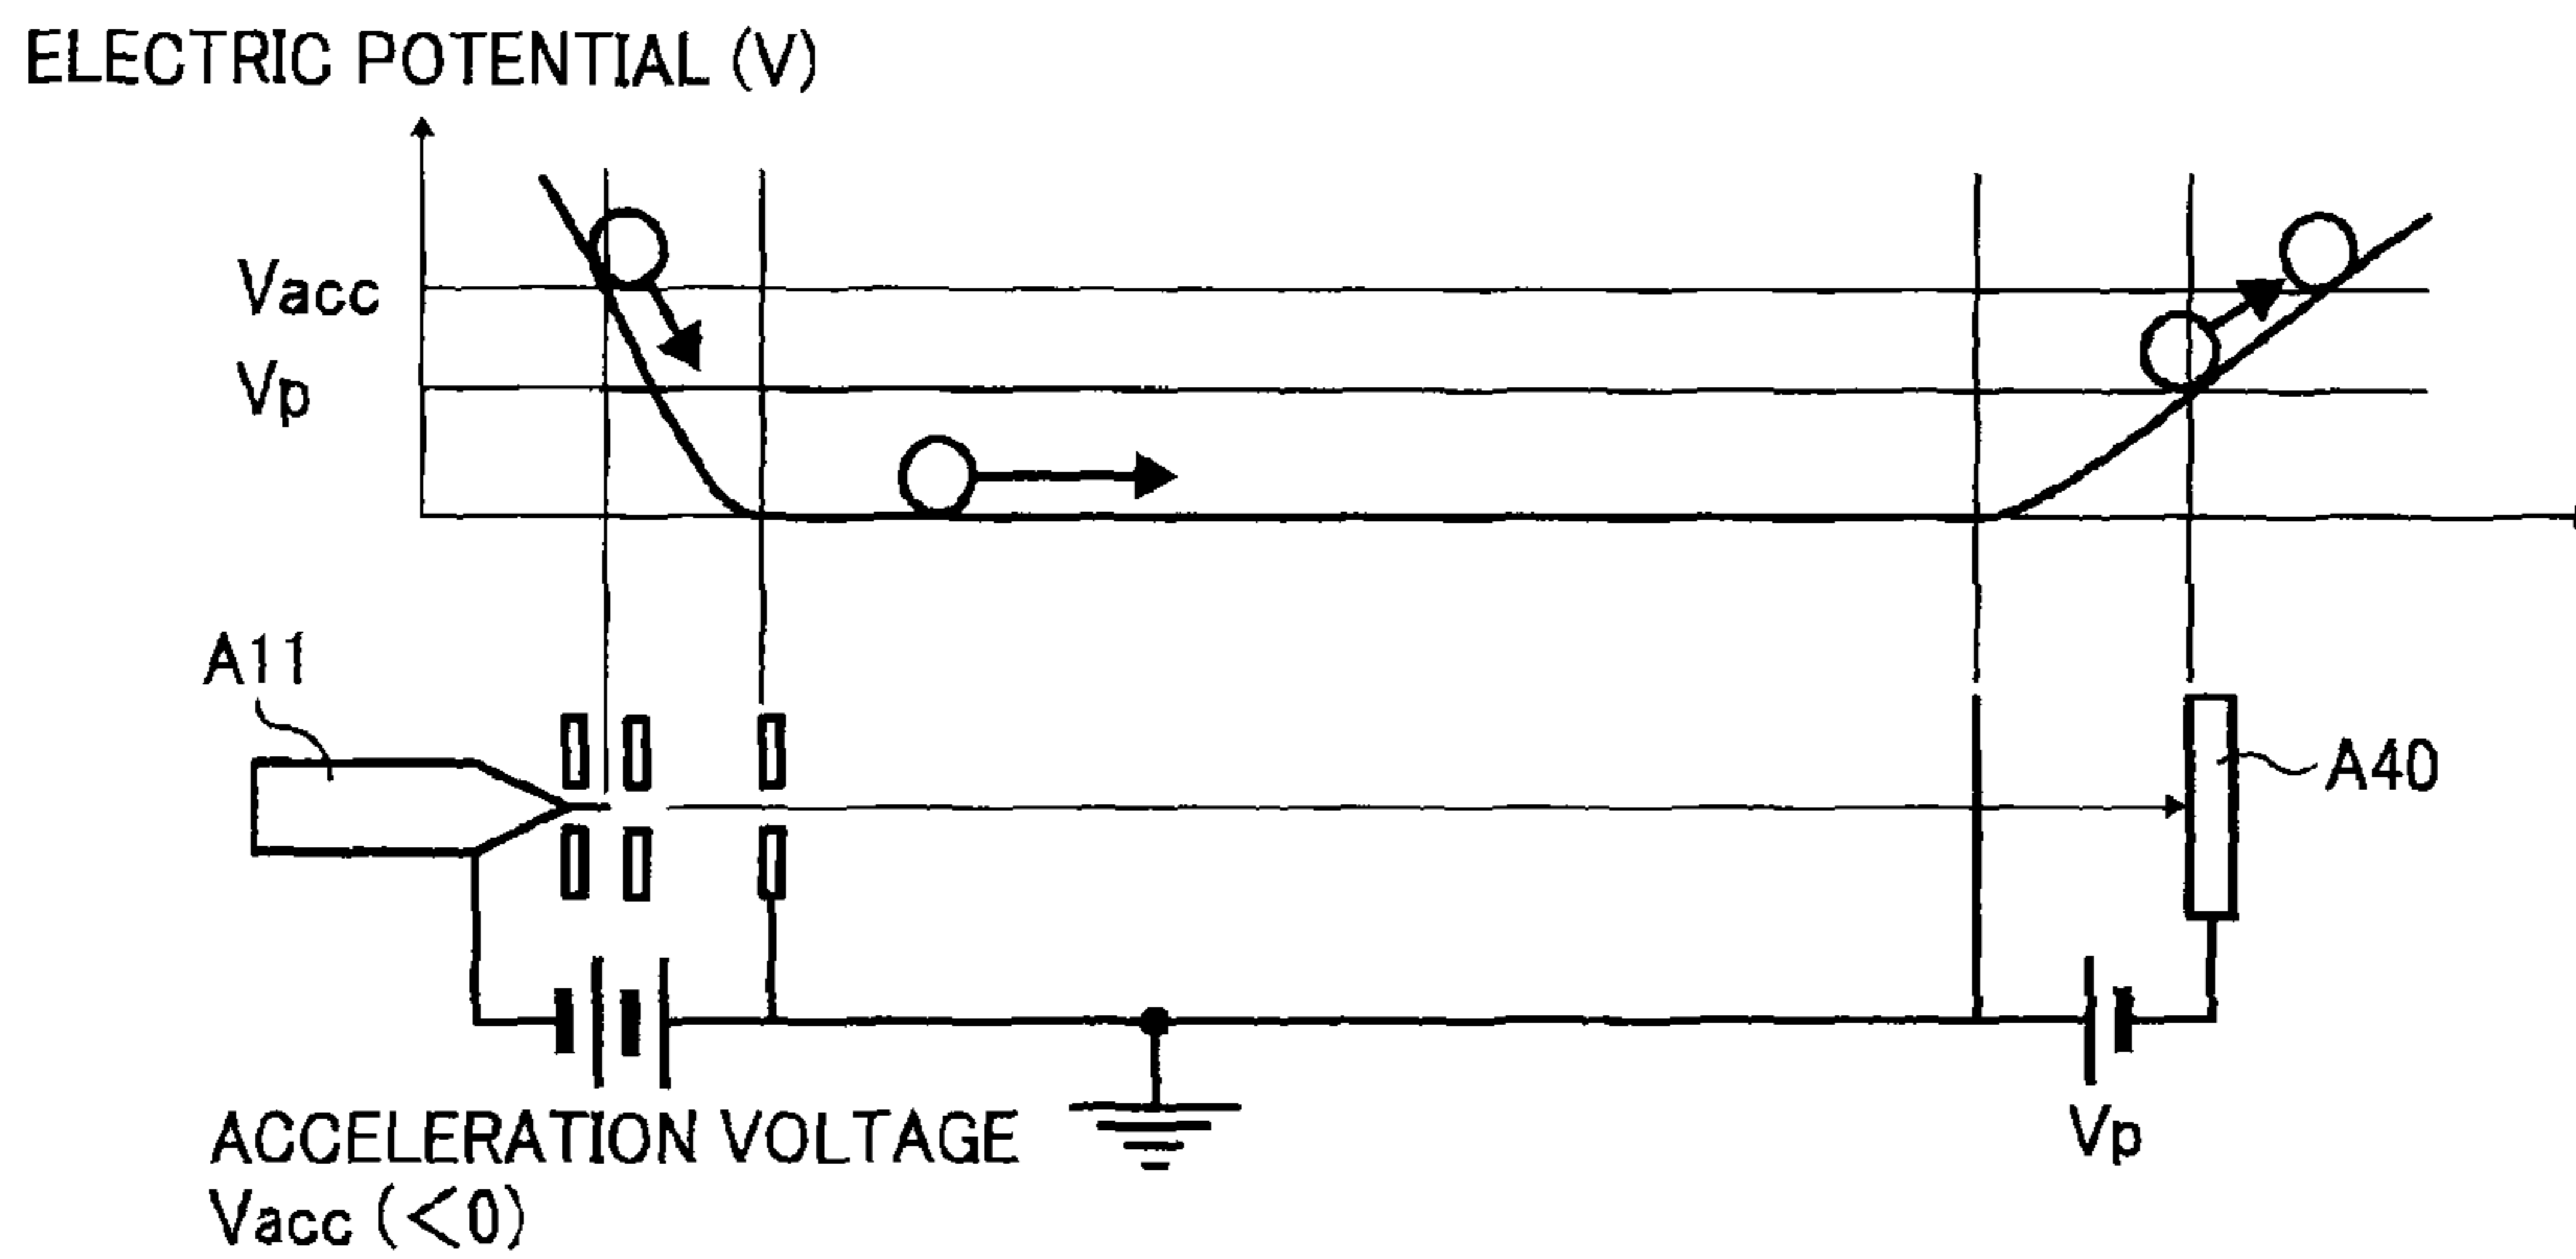 ELECTRIC POTENTIAL (V)
Vacc
Vp
A11
A40
ACCELERATION VOLTAGE
Vacc (<0)
Vp